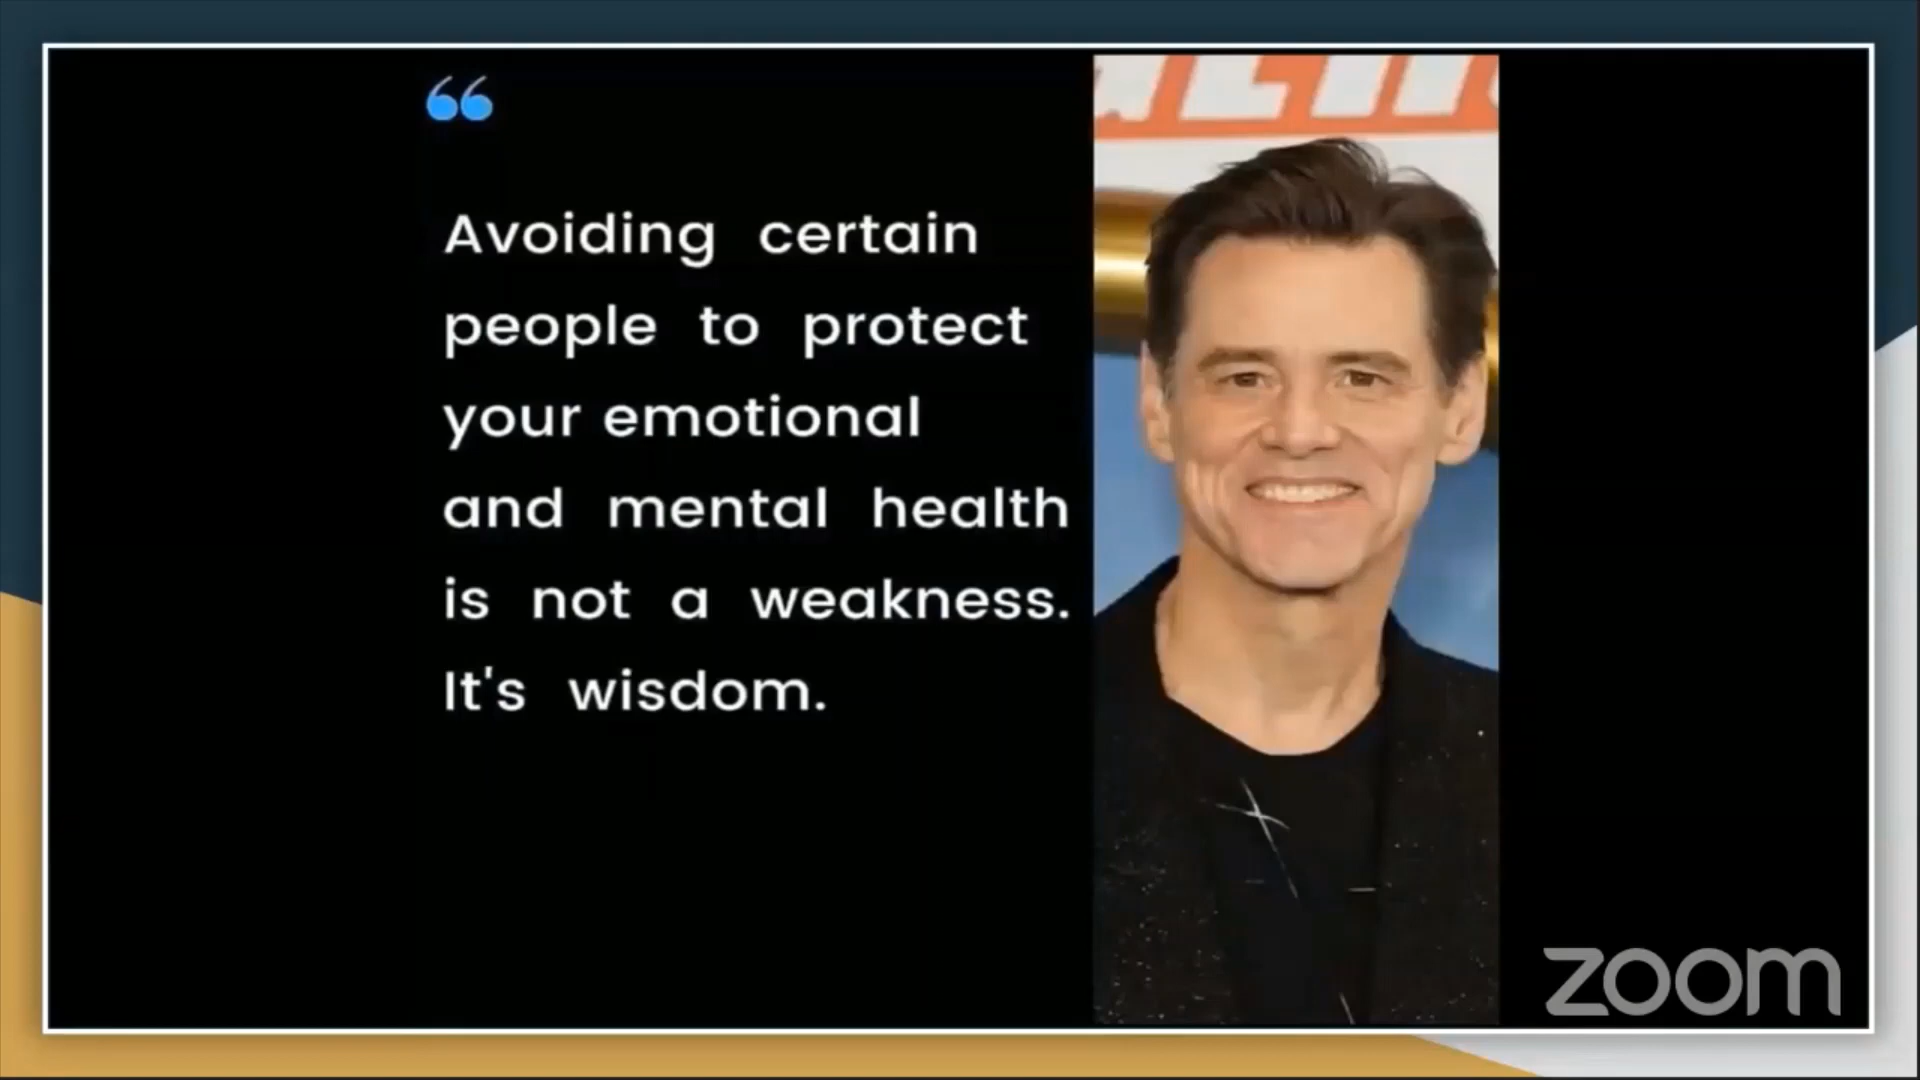 “
Avoiding certain
people to protect
your emotional
and mental health
is not a weakness.
It's wisdom.
zoom